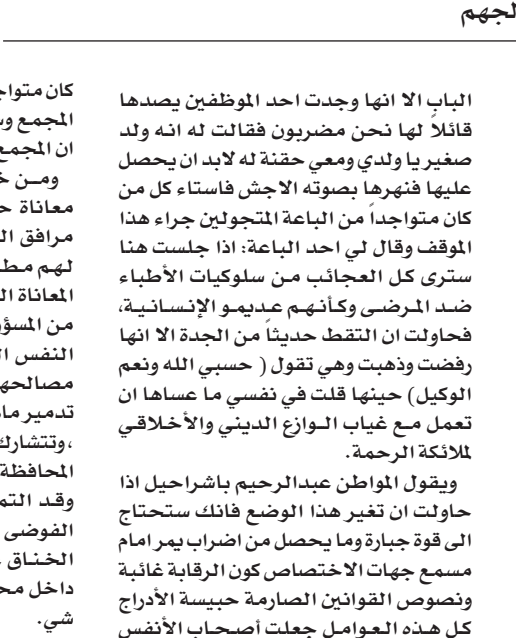 لجهم
الباب الا انها وجدت احد الموظفين يصدها
قائلاً لها نحن مضربون فقالت له انه ولد
صغير يا ولدي ومعي حقنة له لابد ان يحصل
عليها فنهرها بصوته الاجش فاستاء كل من
كان متواجداً من الباعة المتجولين جراء هذا
الموقف وقال لي احد الباعة: اذا جلست هنا
سترى كل العجائب من سلوكيات الأطباء
ضد المرضى وكأنهم عديمو الإنسانية،
فحاولت ان التقط حديثاً من الجدة الا انها
رفضت وذهبت وهي تقول ( حسبي الله ونعم
الوكيل) حينها قلت في نفسي ما عساها ان
تعمل مع غياب الوازع الديني والأخلاقي
لملائكة الرحمة.
ويقول المواطن عبدالرحيم باشراحيل اذا
حاولت ان تغير هذا الوضع فانك ستحتاج
الى قوة جبارة وما يحصل من اضراب يمر امام
مسمع جهات الاختصاص كون الرقابة غائبة
ونصوص القوانين الصارمة حبيسة الأدراج
كل هذه العوامل جعلت أصحاب الأنفس
كان متواج
المجمع وس
ان المجمع
ومن خ
معاناة ح
مرافق ال
لهم مط
المعاناة ال
من المسؤ
النفس ال
مصالحه
تدمير ما
،وتتشارك
المحافظة
وقد التم
الفوضى
الخناق
داخل مح
شي.